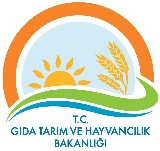 T.C.
GIDA TARIM VE HAYVANCILIK
BAKANLIĞI